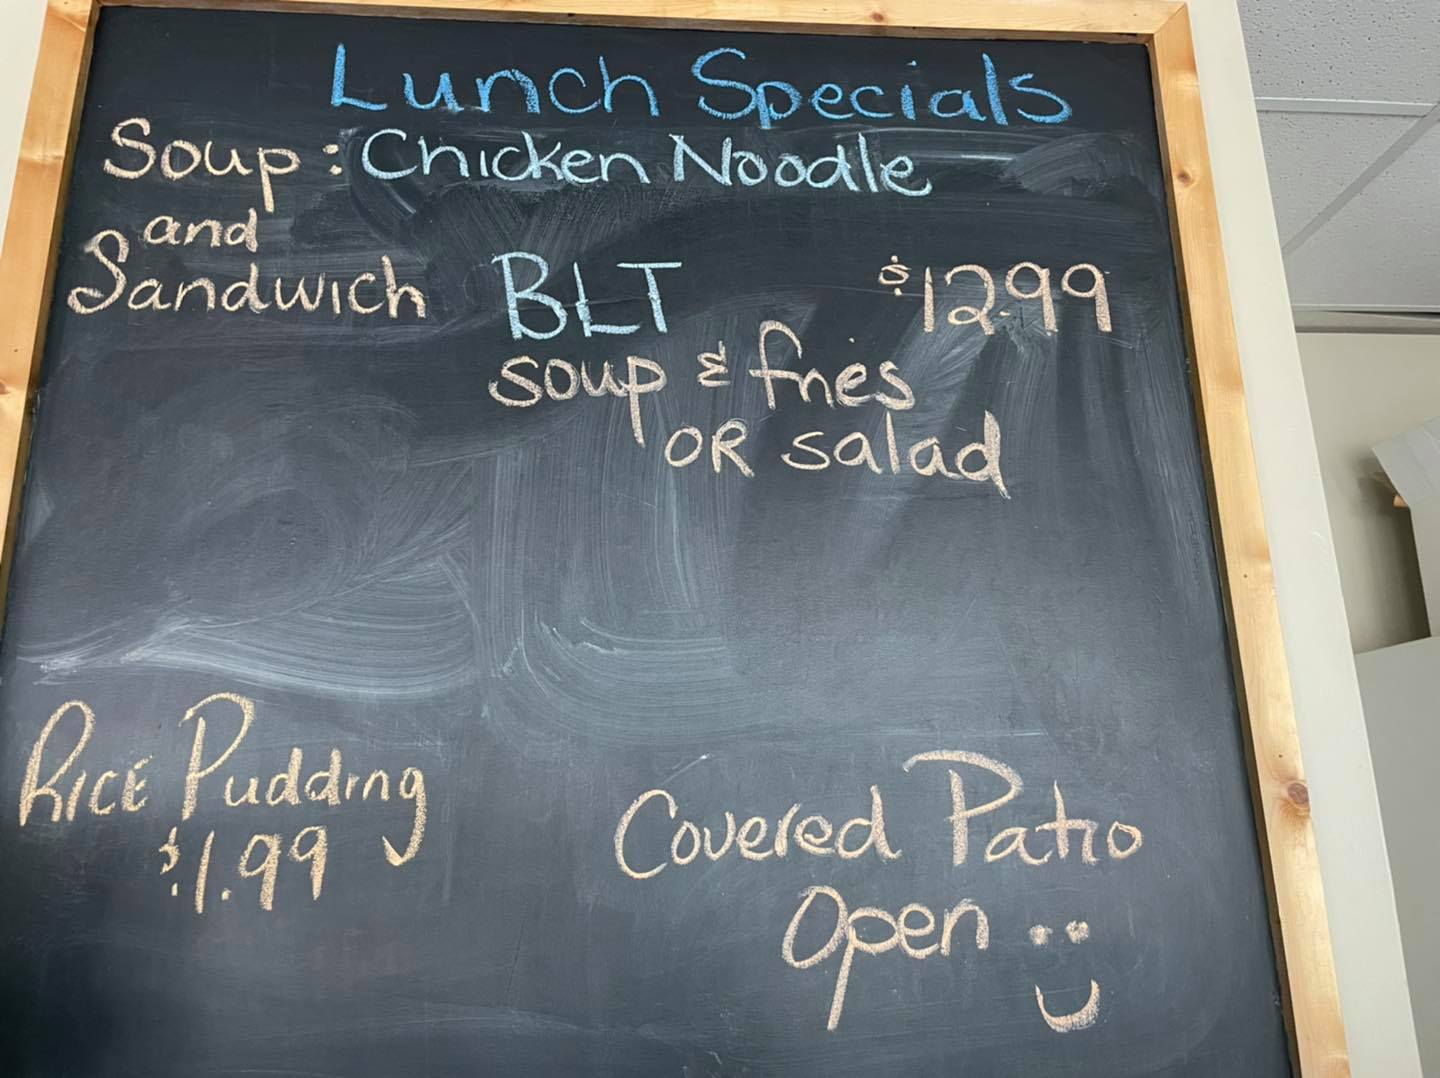 Lunch Specials
Soup: Chicken Noodle
and
Sandwich BLT $12.99
soup & fries
OR salad
Rice Pudding
$1.99
Covered Patio
Open